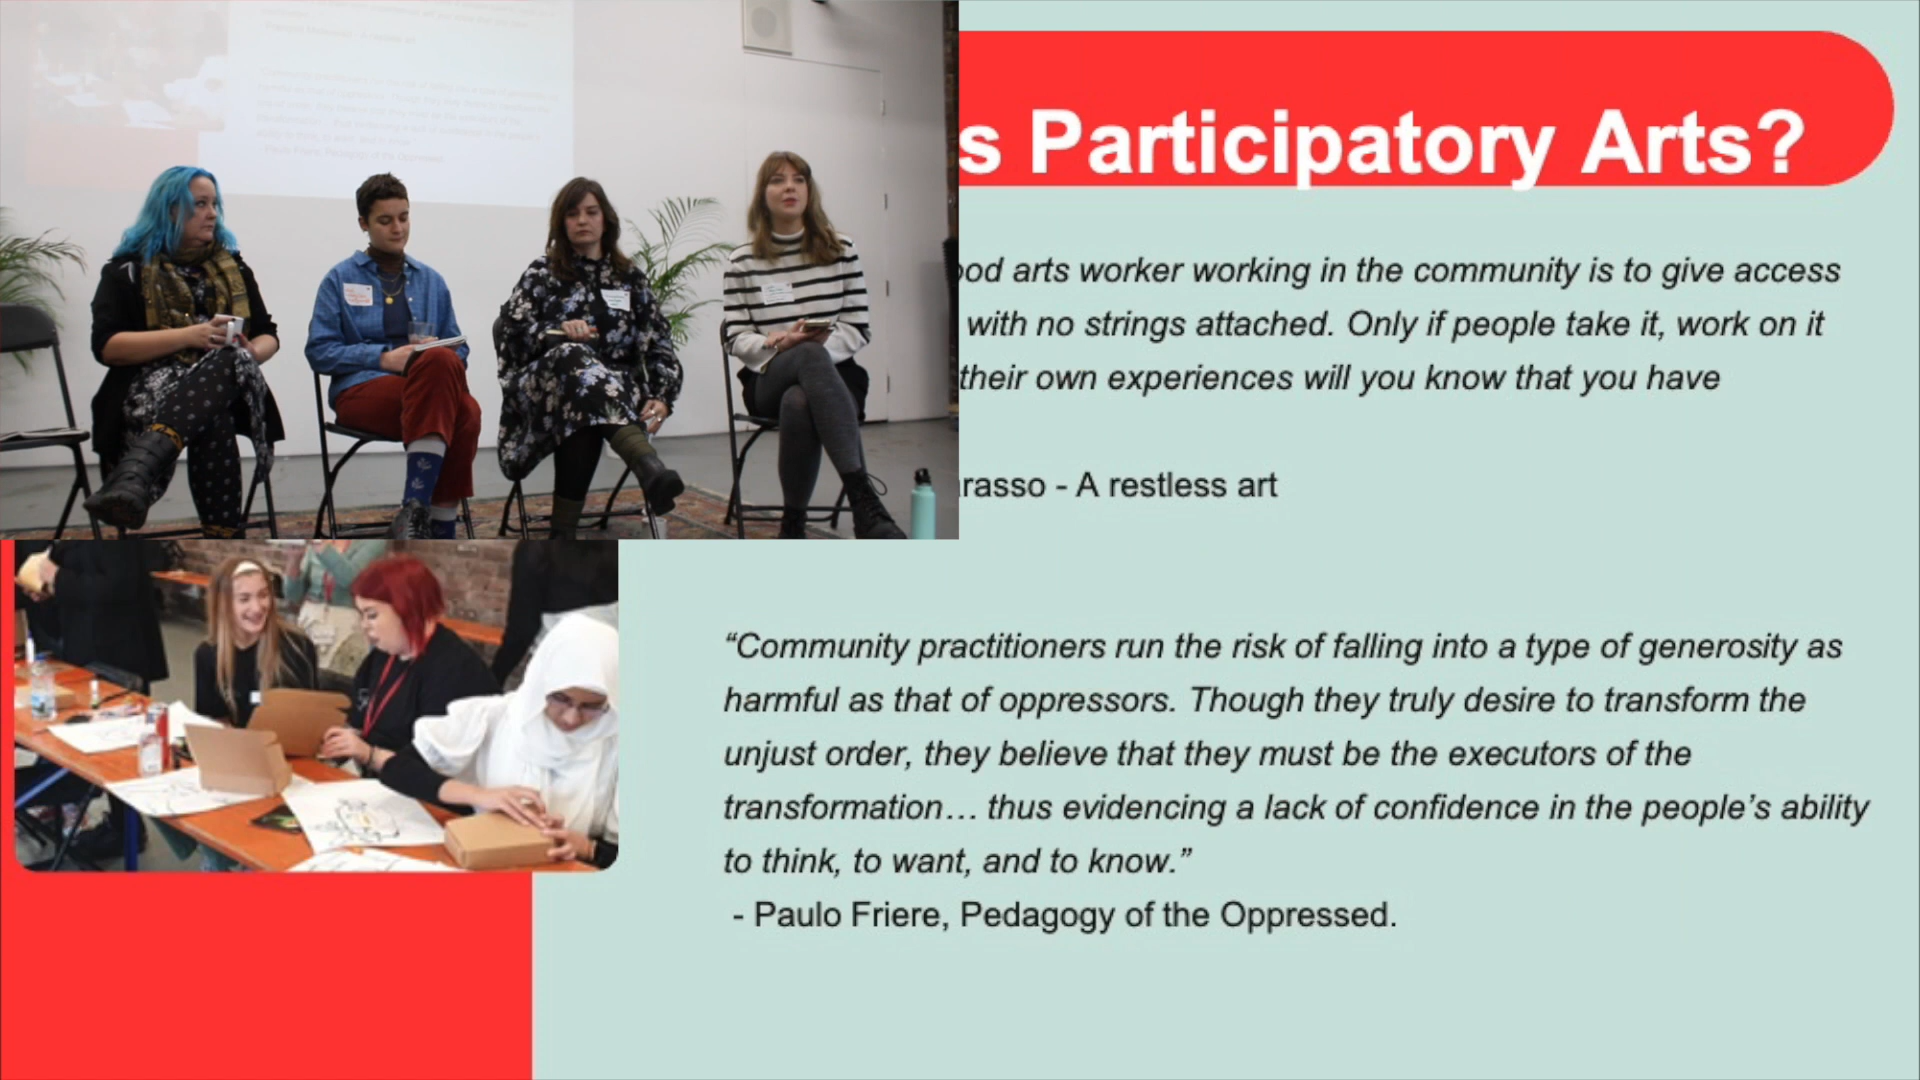 s Participatory Arts?
ood arts worker working in the community is to give access
with no strings attached. Only if people take it, work on it
their own experiences will you know that you have
rasso - A restless art
“Community practitioners run the risk of falling into a type of generosity as
harmful as that of oppressors. Though they truly desire to transform the
unjust order, they believe that they must be the executors of the
transformation… thus evidencing a lack of confidence in the people’s ability
to think, to want, and to know.”
- Paulo Friere, Pedagogy of the Oppressed.